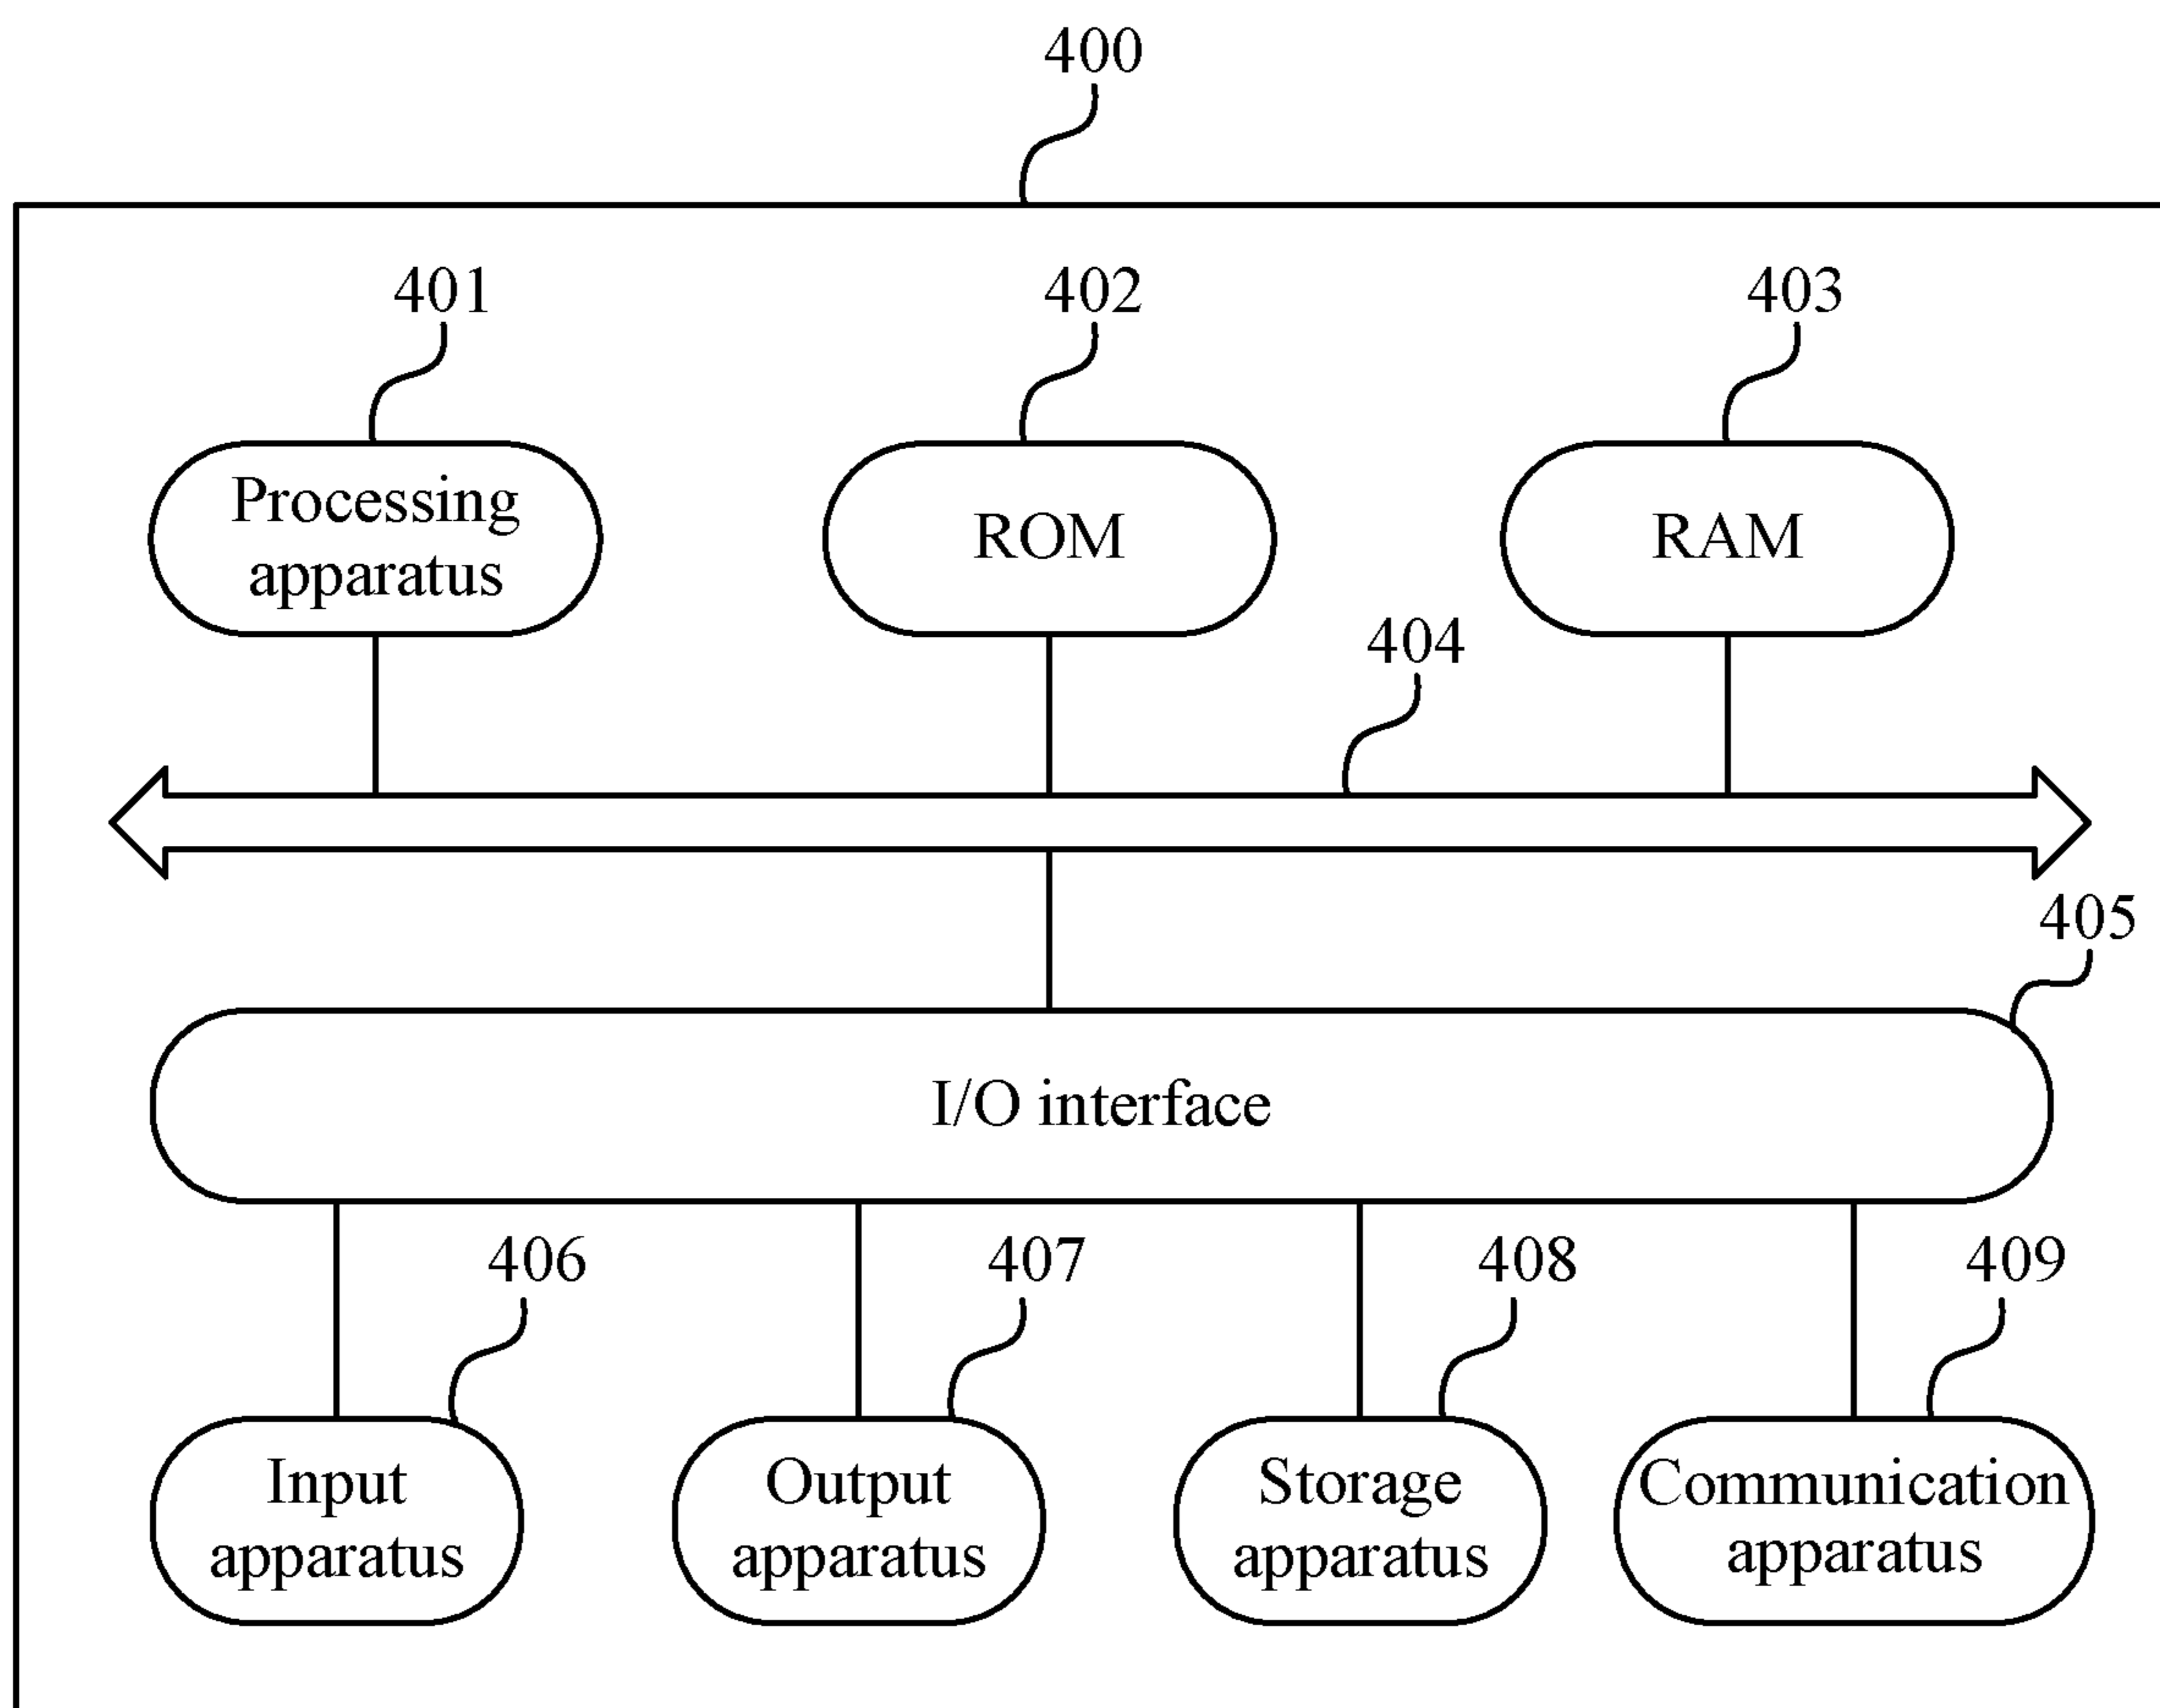 400
401
402
403
Processing
apparatus
ROM
RAM
404
405
I/O interface
406
407
408
409
Input
apparatus
Output
apparatus
Storage
apparatus
Communication
apparatus